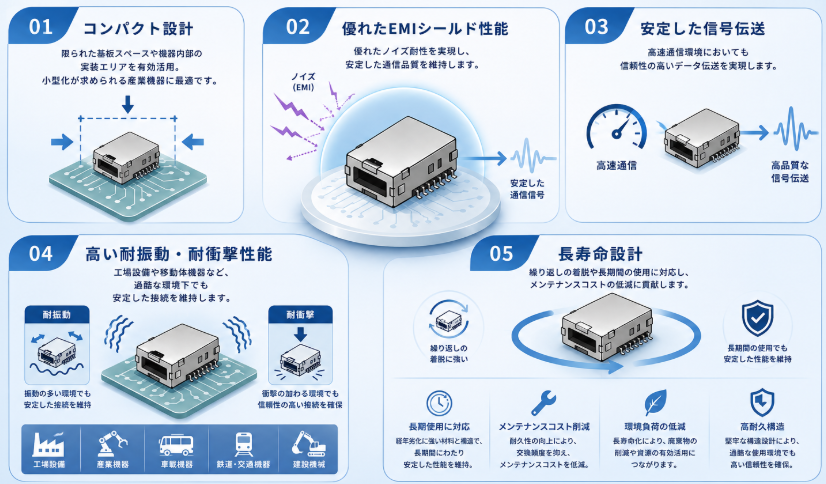 01 コンパクト設計
限られた基板スペースや機器内部の
実装エリアを有効活用。
小型化が求められる産業機器に最適です。
02 優れたEMIシールド性能
優れたノイズ耐性を実現し、
安定した通信品質を維持します。
ノイズ
(EMI)
安定した
通信信号
03 安定した信号伝送
高速通信環境においても
信頼性の高いデータ伝送を実現します。
高速通信
高品質な
信号伝送
04 高い耐振動・耐衝撃性能
工場設備や移動体機器など、
過酷な環境下でも
安定した接続を維持します。
耐振動
振動の多い環境でも
安定した接続を維持
耐衝撃
衝撃の加わる環境でも
信頼性の高い接続を確保
工場設備
産業機器
車載機器
鉄道・交通機器
建設機械
05 長寿命設計
繰り返しの着脱や長期間の使用に対応し、
メンテナンスコストの低減に貢献します。
繰り返しの
着脱に強い
長期間の使用でも
安定した性能を維持
長期使用に対応
経年劣化に強い材料と構造で、
長期間にわたり
安定した性能を維持。
メンテナンスコスト削減
耐久性の向上により、
交換頻度を抑え、
メンテナンスコストを低減。
環境負荷の低減
長寿命化により、廃棄物の
削減や資源の有効活用に
つながります。
高耐久構造
堅牢な構造設計により、
過酷な使用環境でも
高い信頼性を確保。